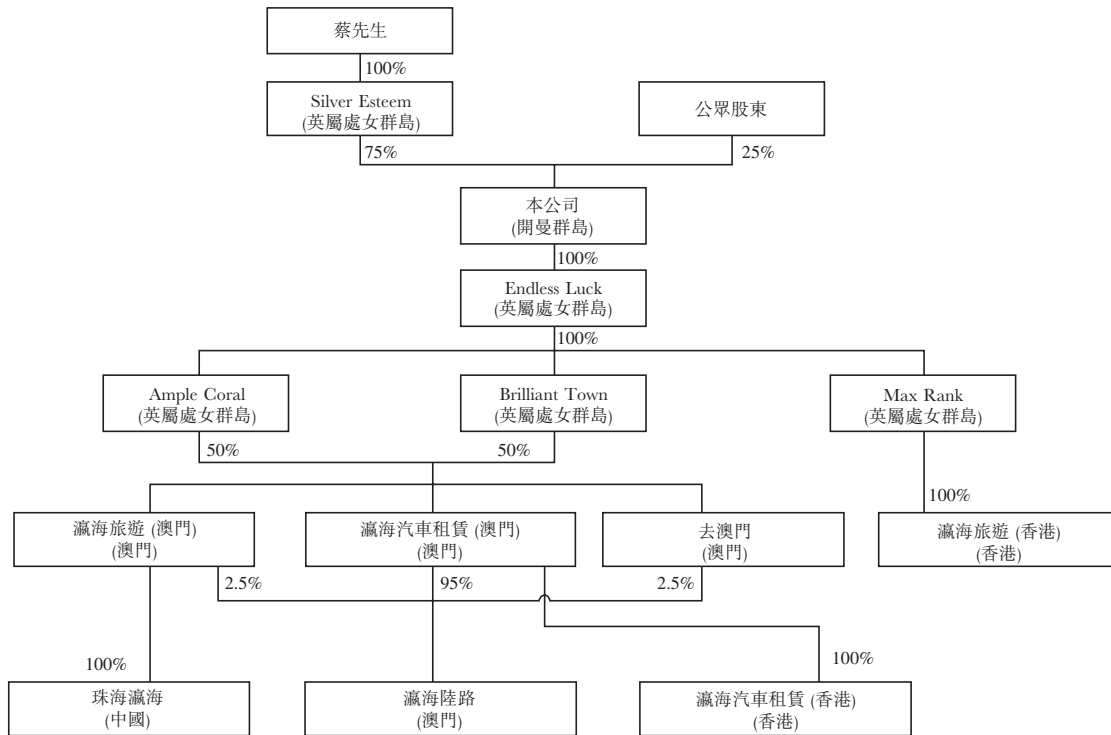 蔡先生
100%
Silver Esteem
(英屬處女群島)
公眾股東
75%
25%
本公司
(開曼群島)
100%
Endless Luck
(英屬處女群島)
100%
Ample Coral
(英屬處女群島)
Brilliant Town
(英屬處女群島)
Max Rank
(英屬處女群島)
50%
50%
100%
瀛海旅遊 (澳門)
(澳門)
瀛海汽車租賃 (澳門)
(澳門)
去澳門
(澳門)
瀛海旅遊 (香港)
(香港)
2.5%
95%
2.5%
100%
100%
珠海瀛海
(中國)
瀛海陸路
(澳門)
瀛海汽車租賃 (香港)
(香港)